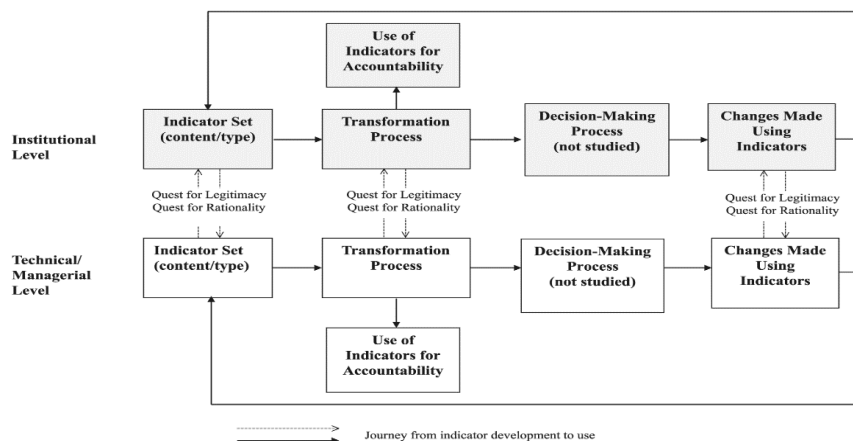 Use of
Indicators for
Accountability
Institutional
Level
Indicator Set
(content/type)
Transformation
Process
Decision-Making
Process
(not studied)
Changes Made
Using
Indicators
Quest for Legitimacy
Quest for Rationality
Quest for Legitimacy
Quest for Rationality
Quest for Legitimacy
Quest for Rationality
Technical/
Managerial
Level
Indicator Set
(content/type)
Transformation
Process
Decision-Making
Process
(not studied)
Changes Made
Using
Indicators
Use of
Indicators for
Accountability
Journey from indicator development to use